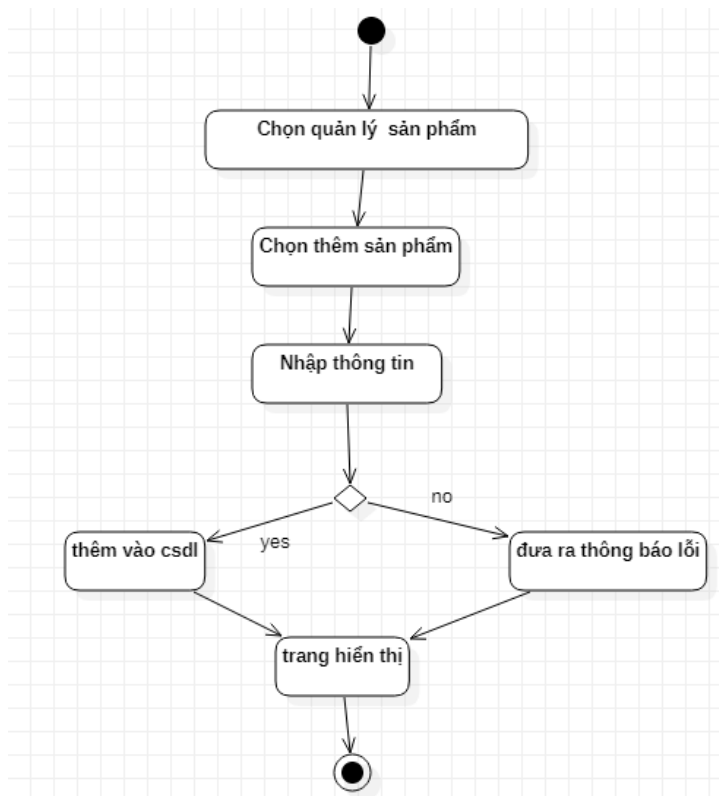 Chọn quản lý  sản phẩm
Chọn thêm sản phẩm
Nhập thông tin
no
yes
thêm vào csdl
đưa ra thông báo lỗi
trang hiển thị